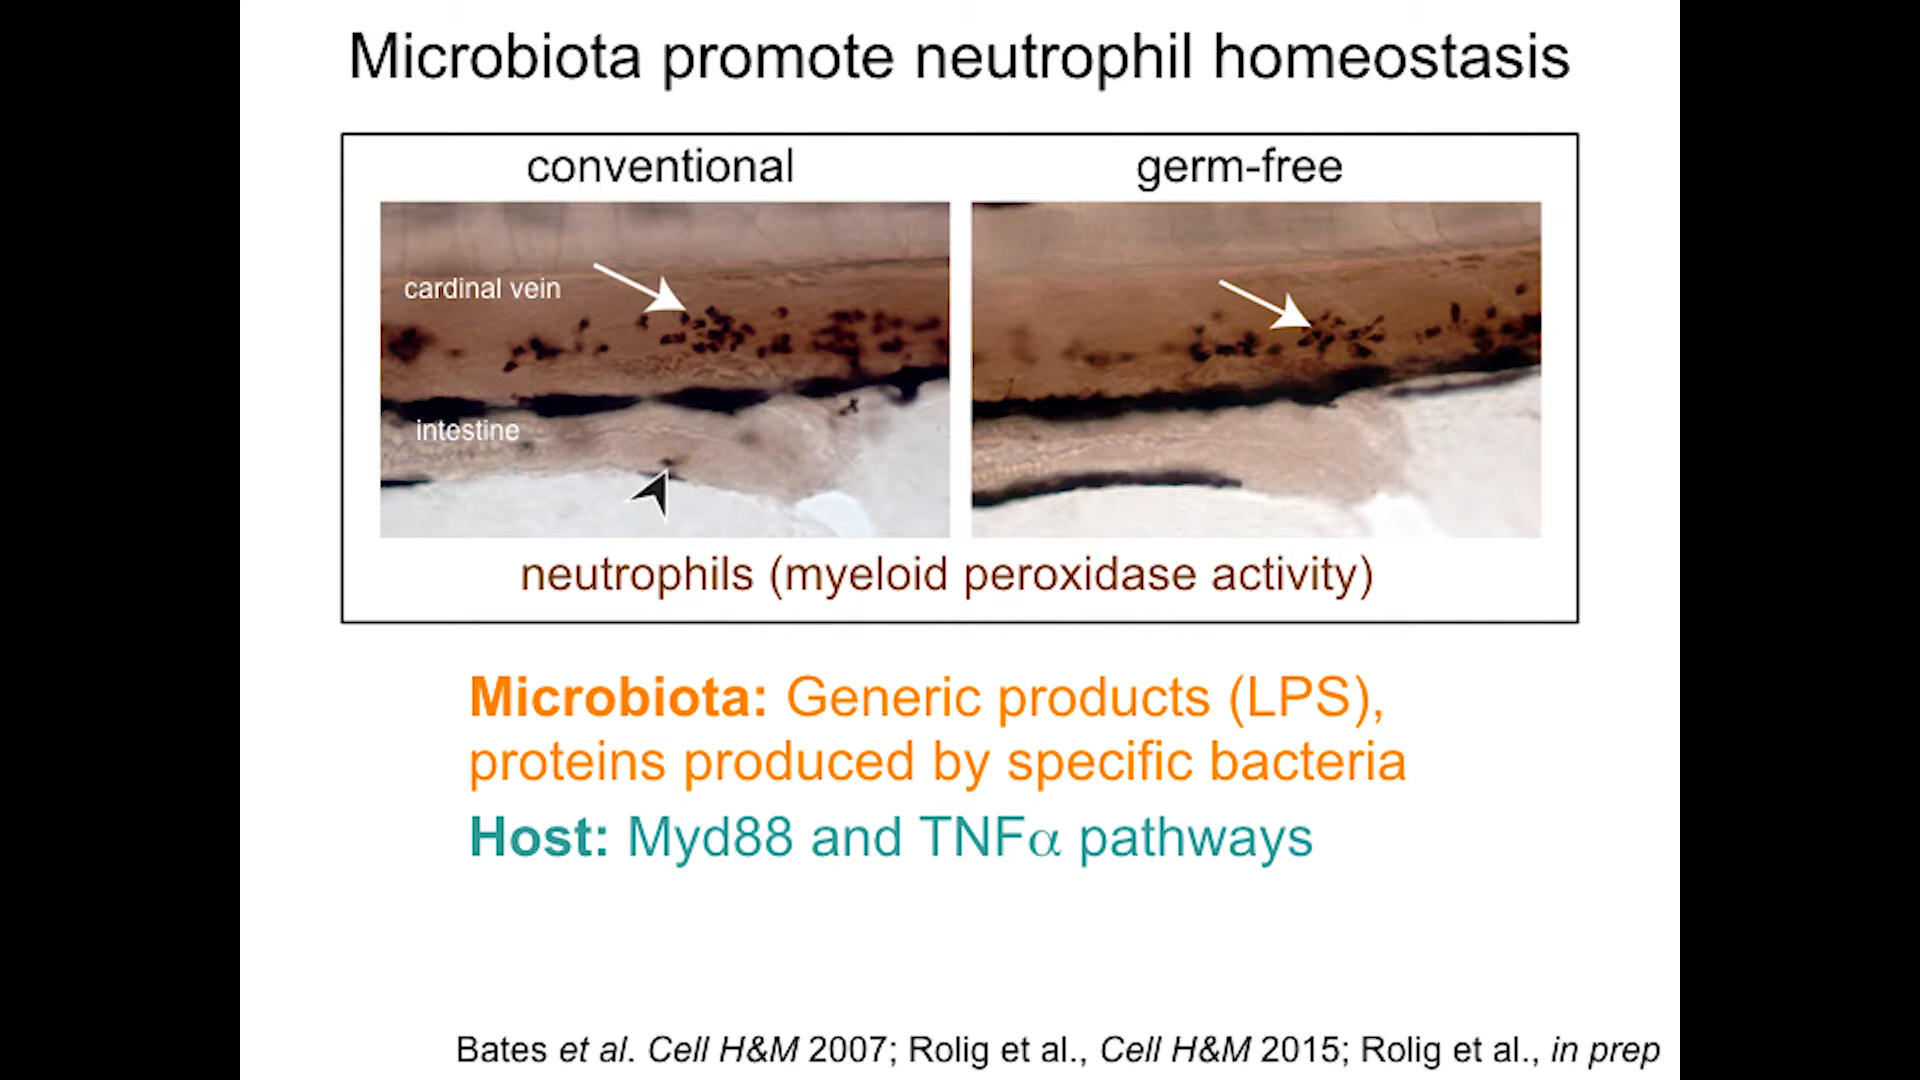 Microbiota promote neutrophil homeostasis
conventional
germ-free
cardinal vein
intestine
neutrophils (myeloid peroxidase activity)
Microbiota: Generic products (LPS),
proteins produced by specific bacteria
Host: Myd88 and TNFα pathways
Bates et al. Cell H&M 2007; Rolig et al., Cell H&M 2015; Rolig et al., in prep